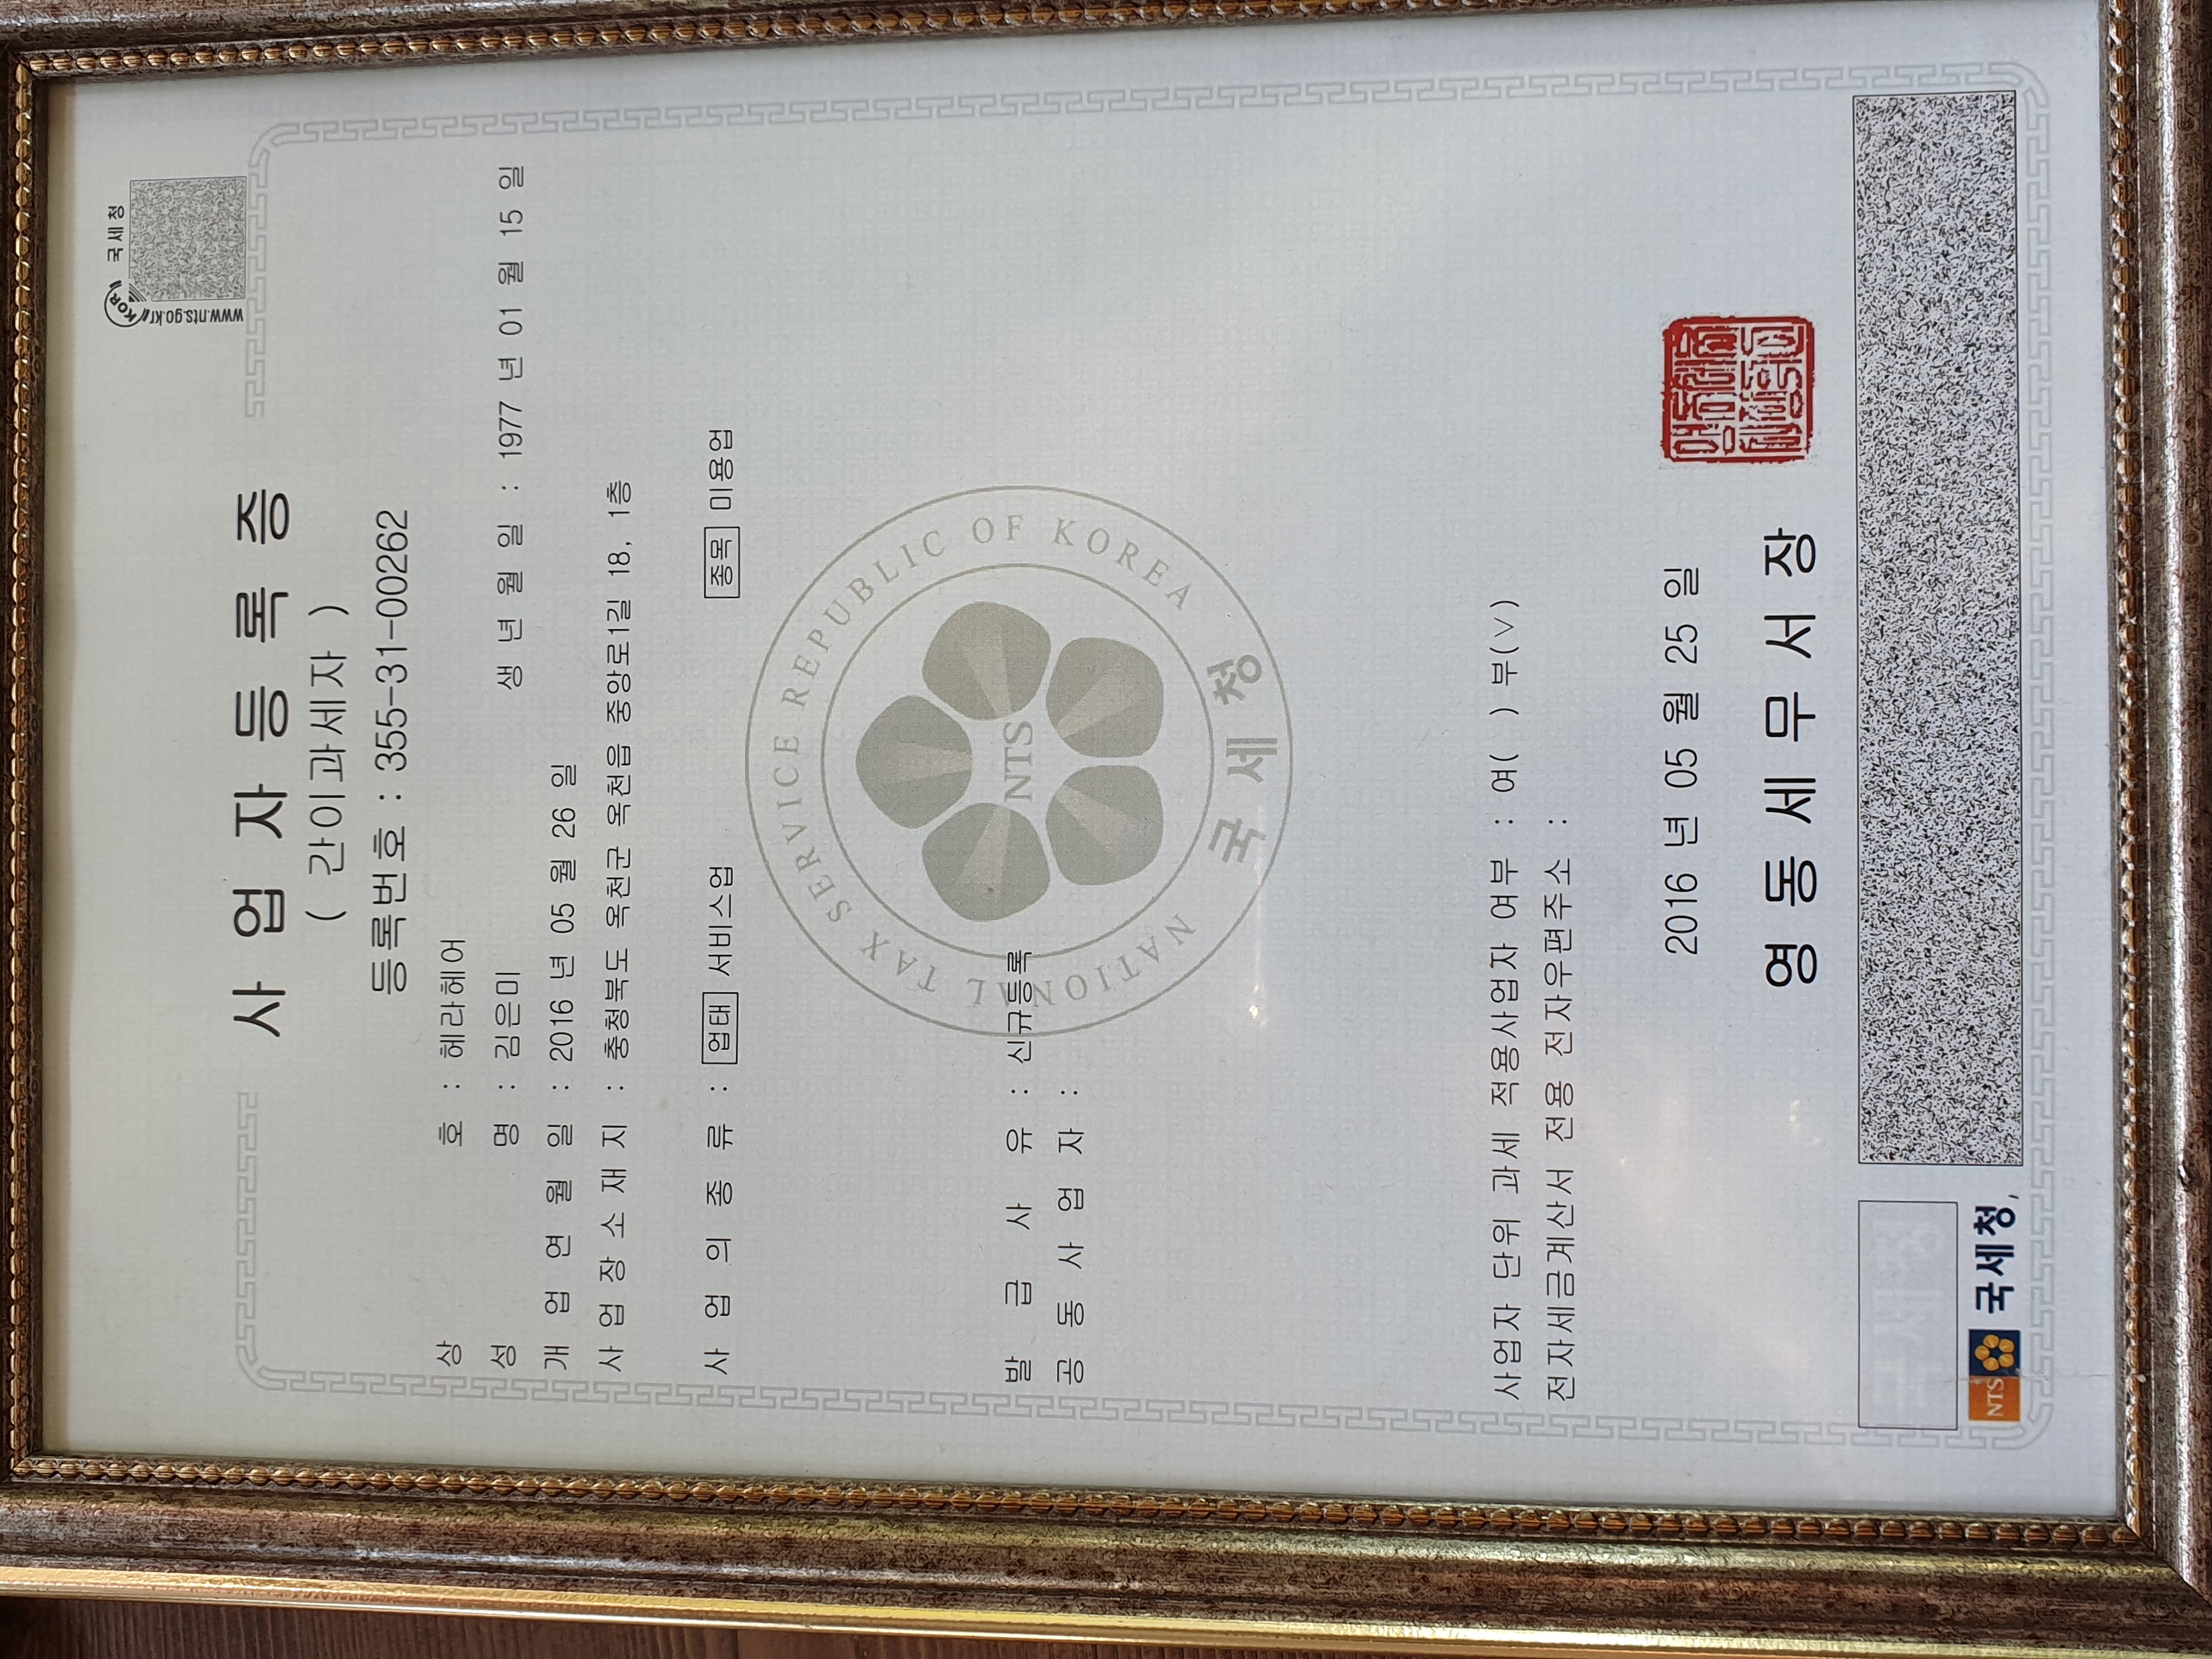 국세청
KOR
www.nts.go.kr
사업자등록증
( 간이과세자 )
등록번호 : 355-31-00262
상 호 : 헤라헤어
성 명 : 김은미 생 년 월 일 : 1977 년 01 월 15 일
개 업 연 월 일 : 2016 년 05 월 26 일
사 업 장 소 재 지 : 충청북도 옥천군 옥천읍 중앙로1길 18, 1층
사 업 의 종 류 : 업태 서비스업 종목 미용업
NATIONAL TAX SERVICE REPUBLIC OF KOREA
NTS
국세청
발 급 사 유 : 신규등록
공 동 사 업 자 :
사업자 단위 과세 적용사업자 여부 : 여( ) 부(∨)
전자세금계산서 전용 전자우편주소 :
2016 년 05 월 25 일
영 동 세 무 서 장
국세청
NTS 국세청